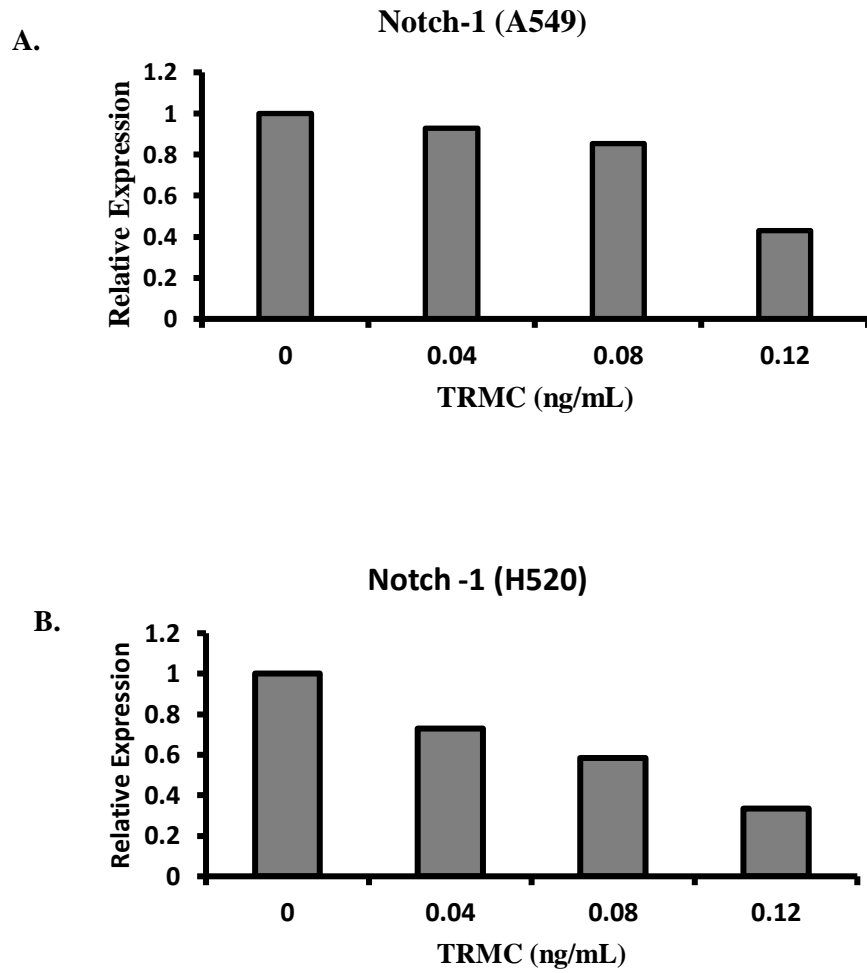 A.
Notch-1 (A549)
Relative Expression
1.2
1
0.8
0.6
0.4
0.2
0
0 0.04 0.08 0.12
TRMC (ng/mL)
B.
Notch -1 (H520)
Relative Expression
1.2
1
0.8
0.6
0.4
0.2
0
0 0.04 0.08 0.12
TRMC (ng/mL)